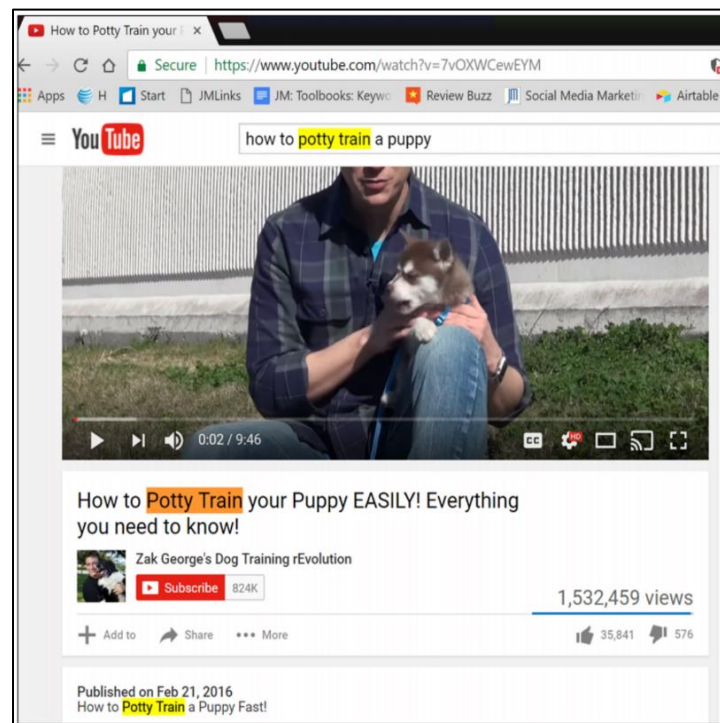 How to Potty Train your
Secure https://www.youtube.com/watch?v=7vOXWCewEYM
Apps H Start JMLinks JM: Toolbooks: Keywo Review Buzz Social Media Marketin Airtable
YouTube how to potty train a puppy
0:02 / 9:46 CC HD
How to Potty Train your Puppy EASILY! Everything
you need to know!
Zak George's Dog Training rEvolution
Subscribe 824K
1,532,459 views
Add to Share More 35,841 576
Published on Feb 21, 2016
How to Potty Train a Puppy Fast!